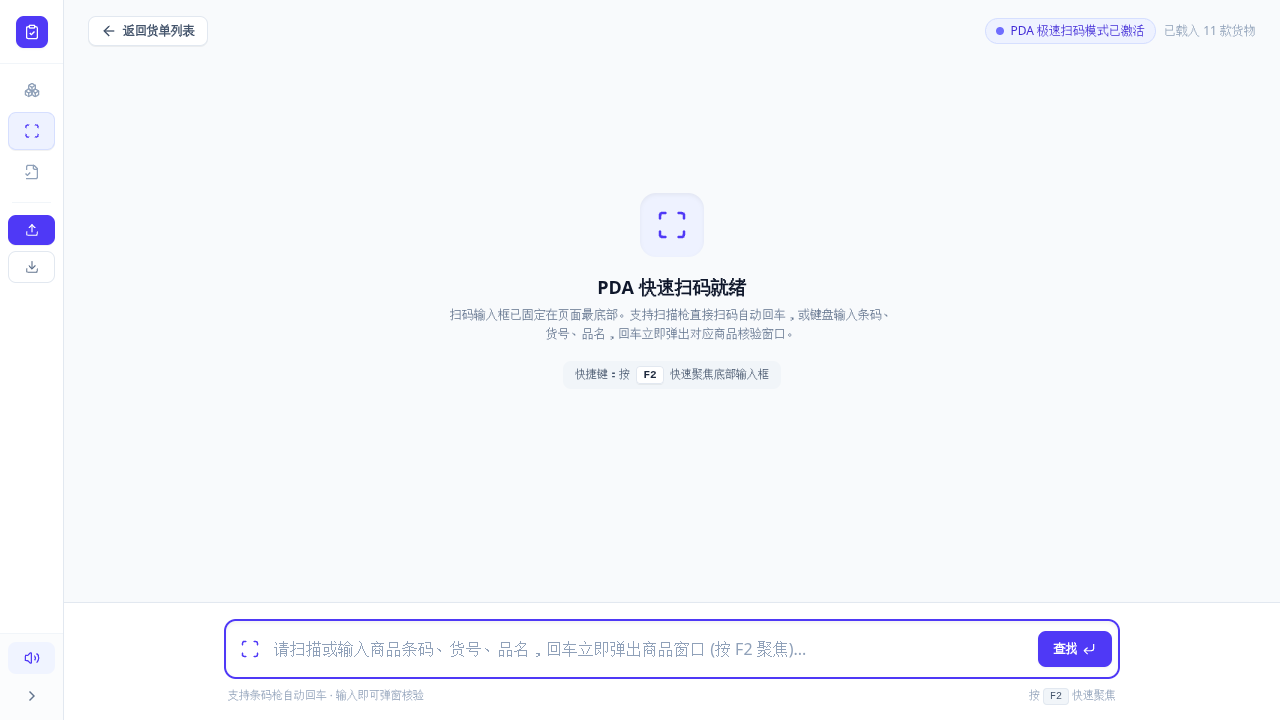 返回货单列表
PDA 极速扫码模式已激活
已载入 11 款货物
PDA 快速扫码就绪
扫码输入框已固定在页面最底部。支持扫描枪直接扫码自动回车，或键盘输入条码、
货号、品名，回车立即弹出对应商品核验窗口。
快捷键：按 F2 快速聚焦底部输入框
请扫描或输入商品条码、货号、品名，回车立即弹出商品窗口 (按 F2 聚焦)...
查找
支持条码枪自动回车 · 输入即可弹窗核验
按 F2 快速聚焦